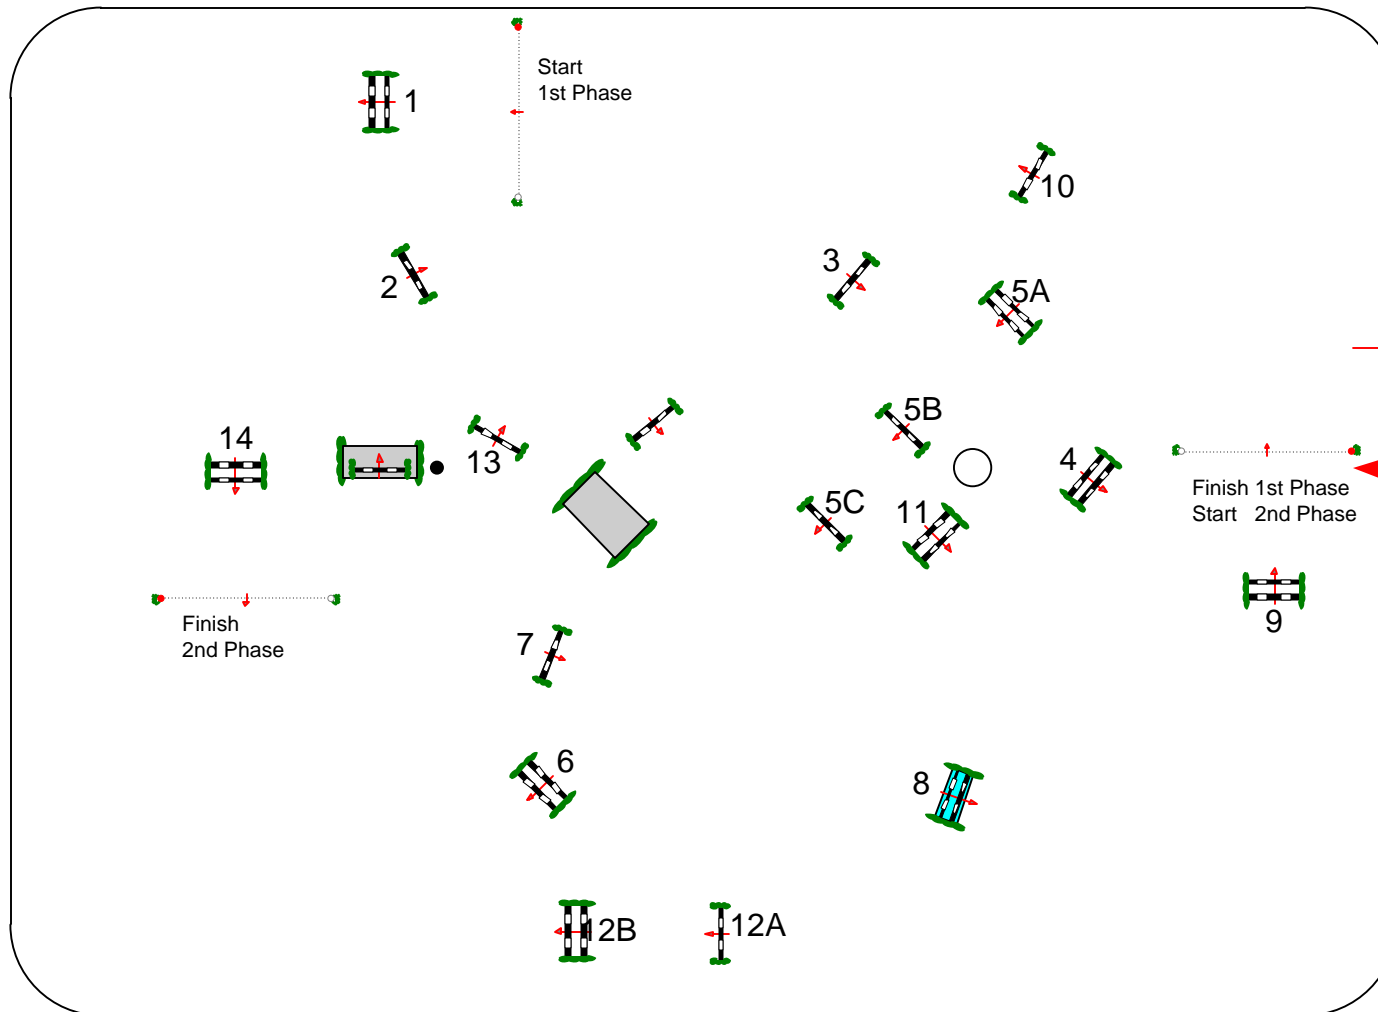 Start
1st Phase
1
10
3
2
5A
5B
14
13
4
5C
11
Finish 1st Phase
Start 2nd Phase
9
Finish
2nd Phase
7
6
8
12B
12A